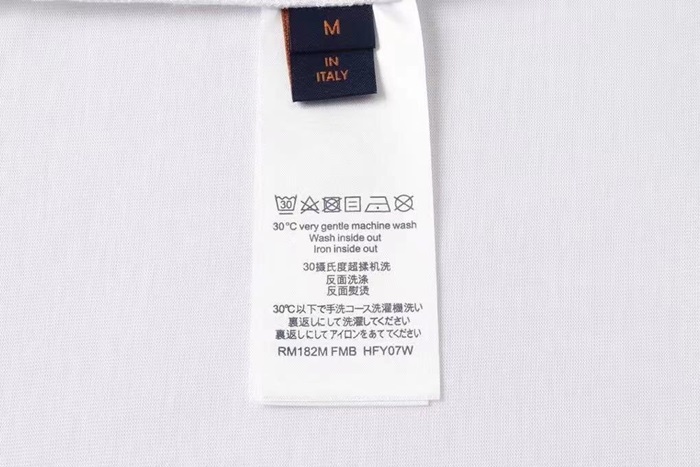 M
IN
ITALY
30
30°C very gentle machine wash
Wash inside out
Iron inside out
30摄氏度超揉机洗
反面洗涤
反面熨烫
30℃以下で手洗コース洗濯機洗い
裏返しにして洗濯してください
裏返しにしてアイロンをあててください
RM182M FMB HFY07W